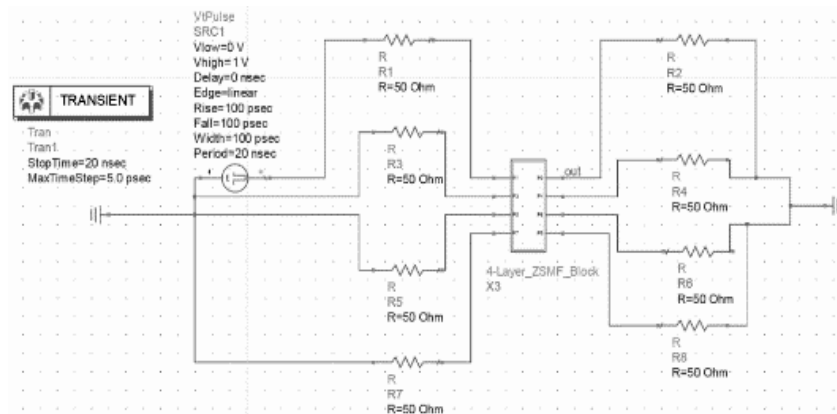 VtPulse
SRC1
Vlow=0 V
Vhigh=1 V
Delay=0 nsec
Edge=linear
Rise=100 psec
Fall=100 psec
Width=100 psec
Period=20 nsec
TRANSIENT
Tran
Tran1
StopTime=20 nsec
MaxTimeStep=5.0 psec
R
R1
R=50 Ohm
R
R2
R=50 Ohm
R
R3
R=50 Ohm
out
R
R4
R=50 Ohm
R
R5
R=50 Ohm
4-Layer_ZSMF_Block
X3
R
R6
R=50 Ohm
R
R7
R=50 Ohm
R
R8
R=50 Ohm